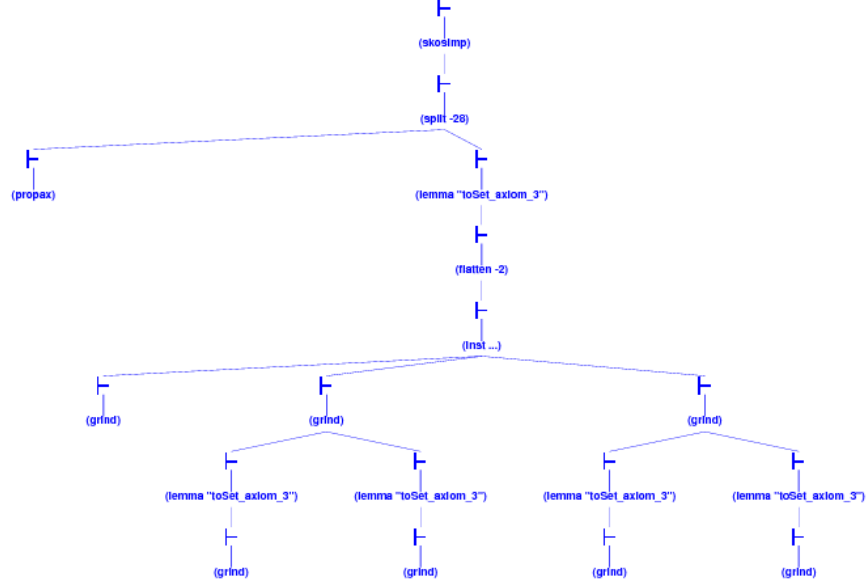 (skosimp)
(split -28)
(propax)
(lemma "toSet_axiom_3")
(flatten -2)
(inst ...)
(grind)
(grind)
(grind)
(lemma "toSet_axiom_3")
(lemma "toSet_axiom_3")
(lemma "toSet_axiom_3")
(lemma "toSet_axiom_3")
(grind)
(grind)
(grind)
(grind)